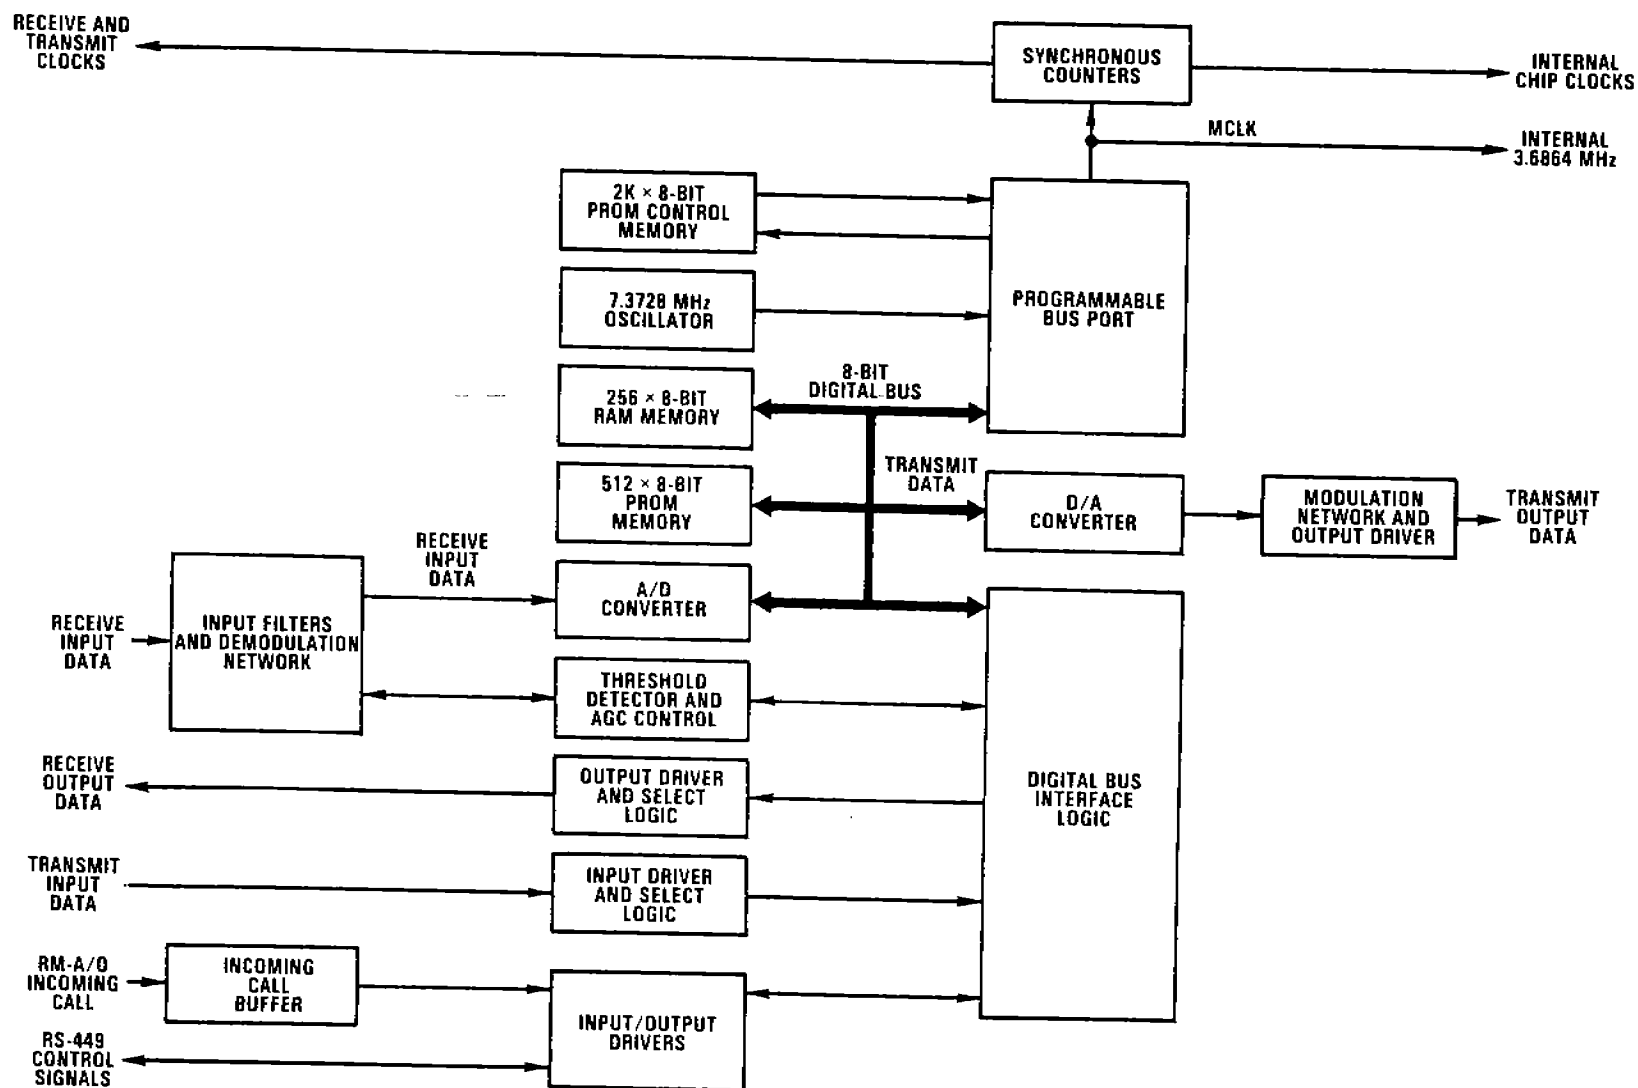 RECEIVE AND
TRANSMIT
CLOCKS
SYNCHRONOUS
COUNTERS
INTERNAL
CHIP CLOCKS
MCLK
INTERNAL
3.6864 MHz
2K × 8-BIT
PROM CONTROL
MEMORY
7.3728 MHz
OSCILLATOR
PROGRAMMABLE
BUS PORT
8-BIT
DIGITAL BUS
256 × 8-BIT
RAM MEMORY
512 × 8-BIT
PROM
MEMORY
TRANSMIT
DATA
D/A
CONVERTER
MODULATION
NETWORK AND
OUTPUT DRIVER
TRANSMIT
OUTPUT
DATA
RECEIVE
INPUT
DATA
A/D
CONVERTER
RECEIVE
INPUT
DATA
INPUT FILTERS
AND DEMODULATION
NETWORK
THRESHOLD
DETECTOR AND
AGC CONTROL
RECEIVE
OUTPUT
DATA
OUTPUT DRIVER
AND SELECT
LOGIC
DIGITAL BUS
INTERFACE
LOGIC
TRANSMIT
INPUT
DATA
INPUT DRIVER
AND SELECT
LOGIC
RM-A/O
INCOMING
CALL
INCOMING
CALL
BUFFER
INPUT/OUTPUT
DRIVERS
RS-449
CONTROL
SIGNALS